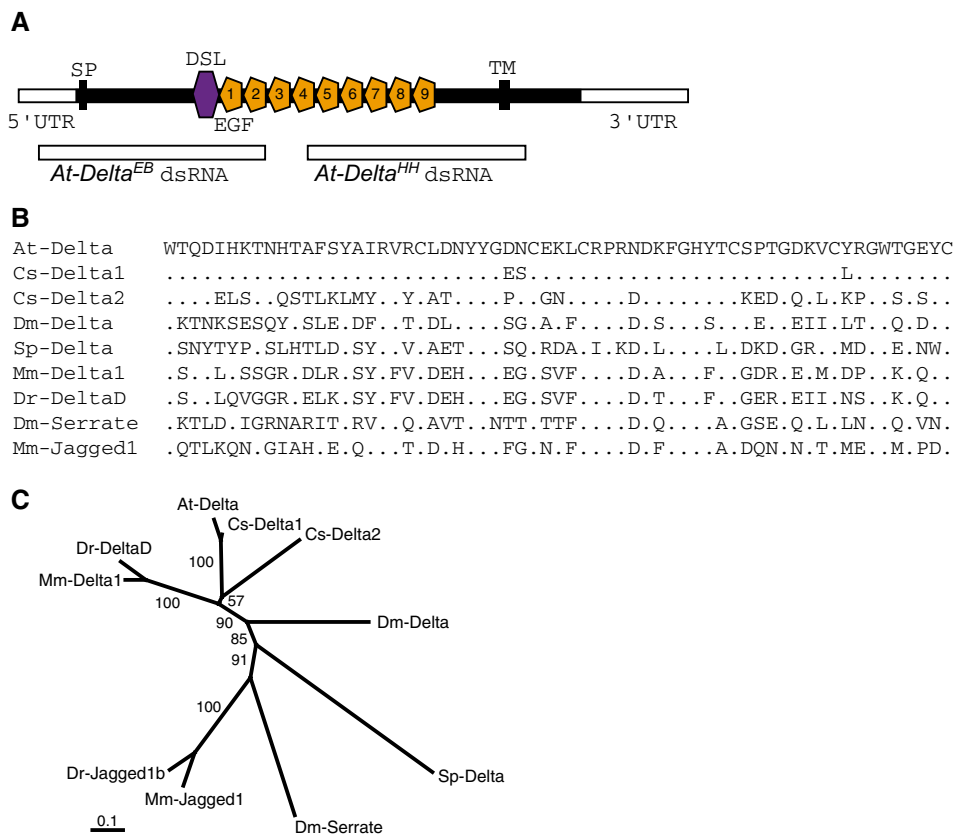 A
SP
DSL
TM
1 2 3 4 5 6 7 8 9
5'UTR
EGF
3'UTR
At-Delta^EB dsRNA
At-Delta^HH dsRNA
B
At-Delta WTQDIHKTNHTAFSYAIRVRCLDNYYGDNCEKLCRPRNDKFGHYTCSPTGDKVCYRGWTGEYC
Cs-Delta1 ...........................ES..........................L........
Cs-Delta2 ....ELS..QSTLKLMY..Y.AT....P..GN.....D........KED.Q.L.KP..S.S..
Dm-Delta .KTNKSESQY.SLE.DF..T.DL....SG.A.F....D.S...S...E..EII.LT..Q.D..
Sp-Delta .SNYTYP.SLHTLD.SY..V.AET...SQ.RDA.I.KD.L....L.DKD.GR..MD..E.NW.
Mm-Delta1 .S..L.SSGR.DLR.SY.FV.DEH...EG.SVF....D.A...F..GDR.E.M.DP..K.Q..
Dr-DeltaD .S..LQVGGR.ELK.SY.FV.DEH...EG.SVF....D.T...F..GER.EII.NS..K.Q..
Dm-Serrate .KTLD.IGRNARIT.RV..Q.AVT..NTT.TTF....D.Q....T.A.GSE.Q.L.LN..Q.VN.
Mm-Jagged1 .QTLKQN.GIAH.E.Q...T.D.H...FG.N.F....D.F....A.DQN.N.T.ME..M.PD.
C
At-Delta
Cs-Delta1
Cs-Delta2
Dr-DeltaD
100
Mm-Delta1
100
57
90
Dm-Delta
85
91
100
Dr-Jagged1b
Sp-Delta
Mm-Jagged1
Dm-Serrate
0.1